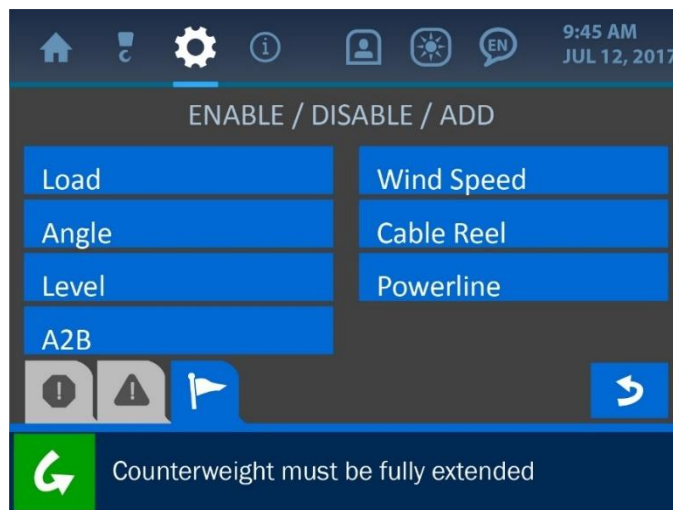 EN
9:45 AM
JUL 12, 2017
ENABLE / DISABLE / ADD
Load
Wind Speed
Angle
Cable Reel
Level
Powerline
A2B
Counterweight must be fully extended